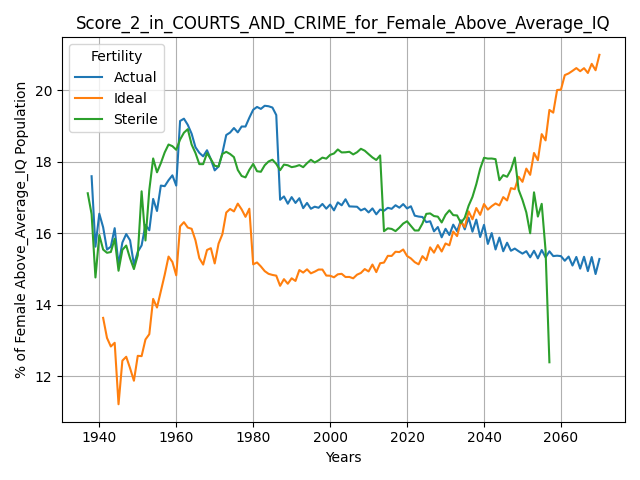 Score_2_in_COURTS_AND_CRIME_for_Female_Above_Average_IQ
Fertility
Actual
Ideal
Sterile
% of Female Above_Average_IQ Population
20
18
16
14
12
1940 1960 1980 2000 2020 2040 2060
Years